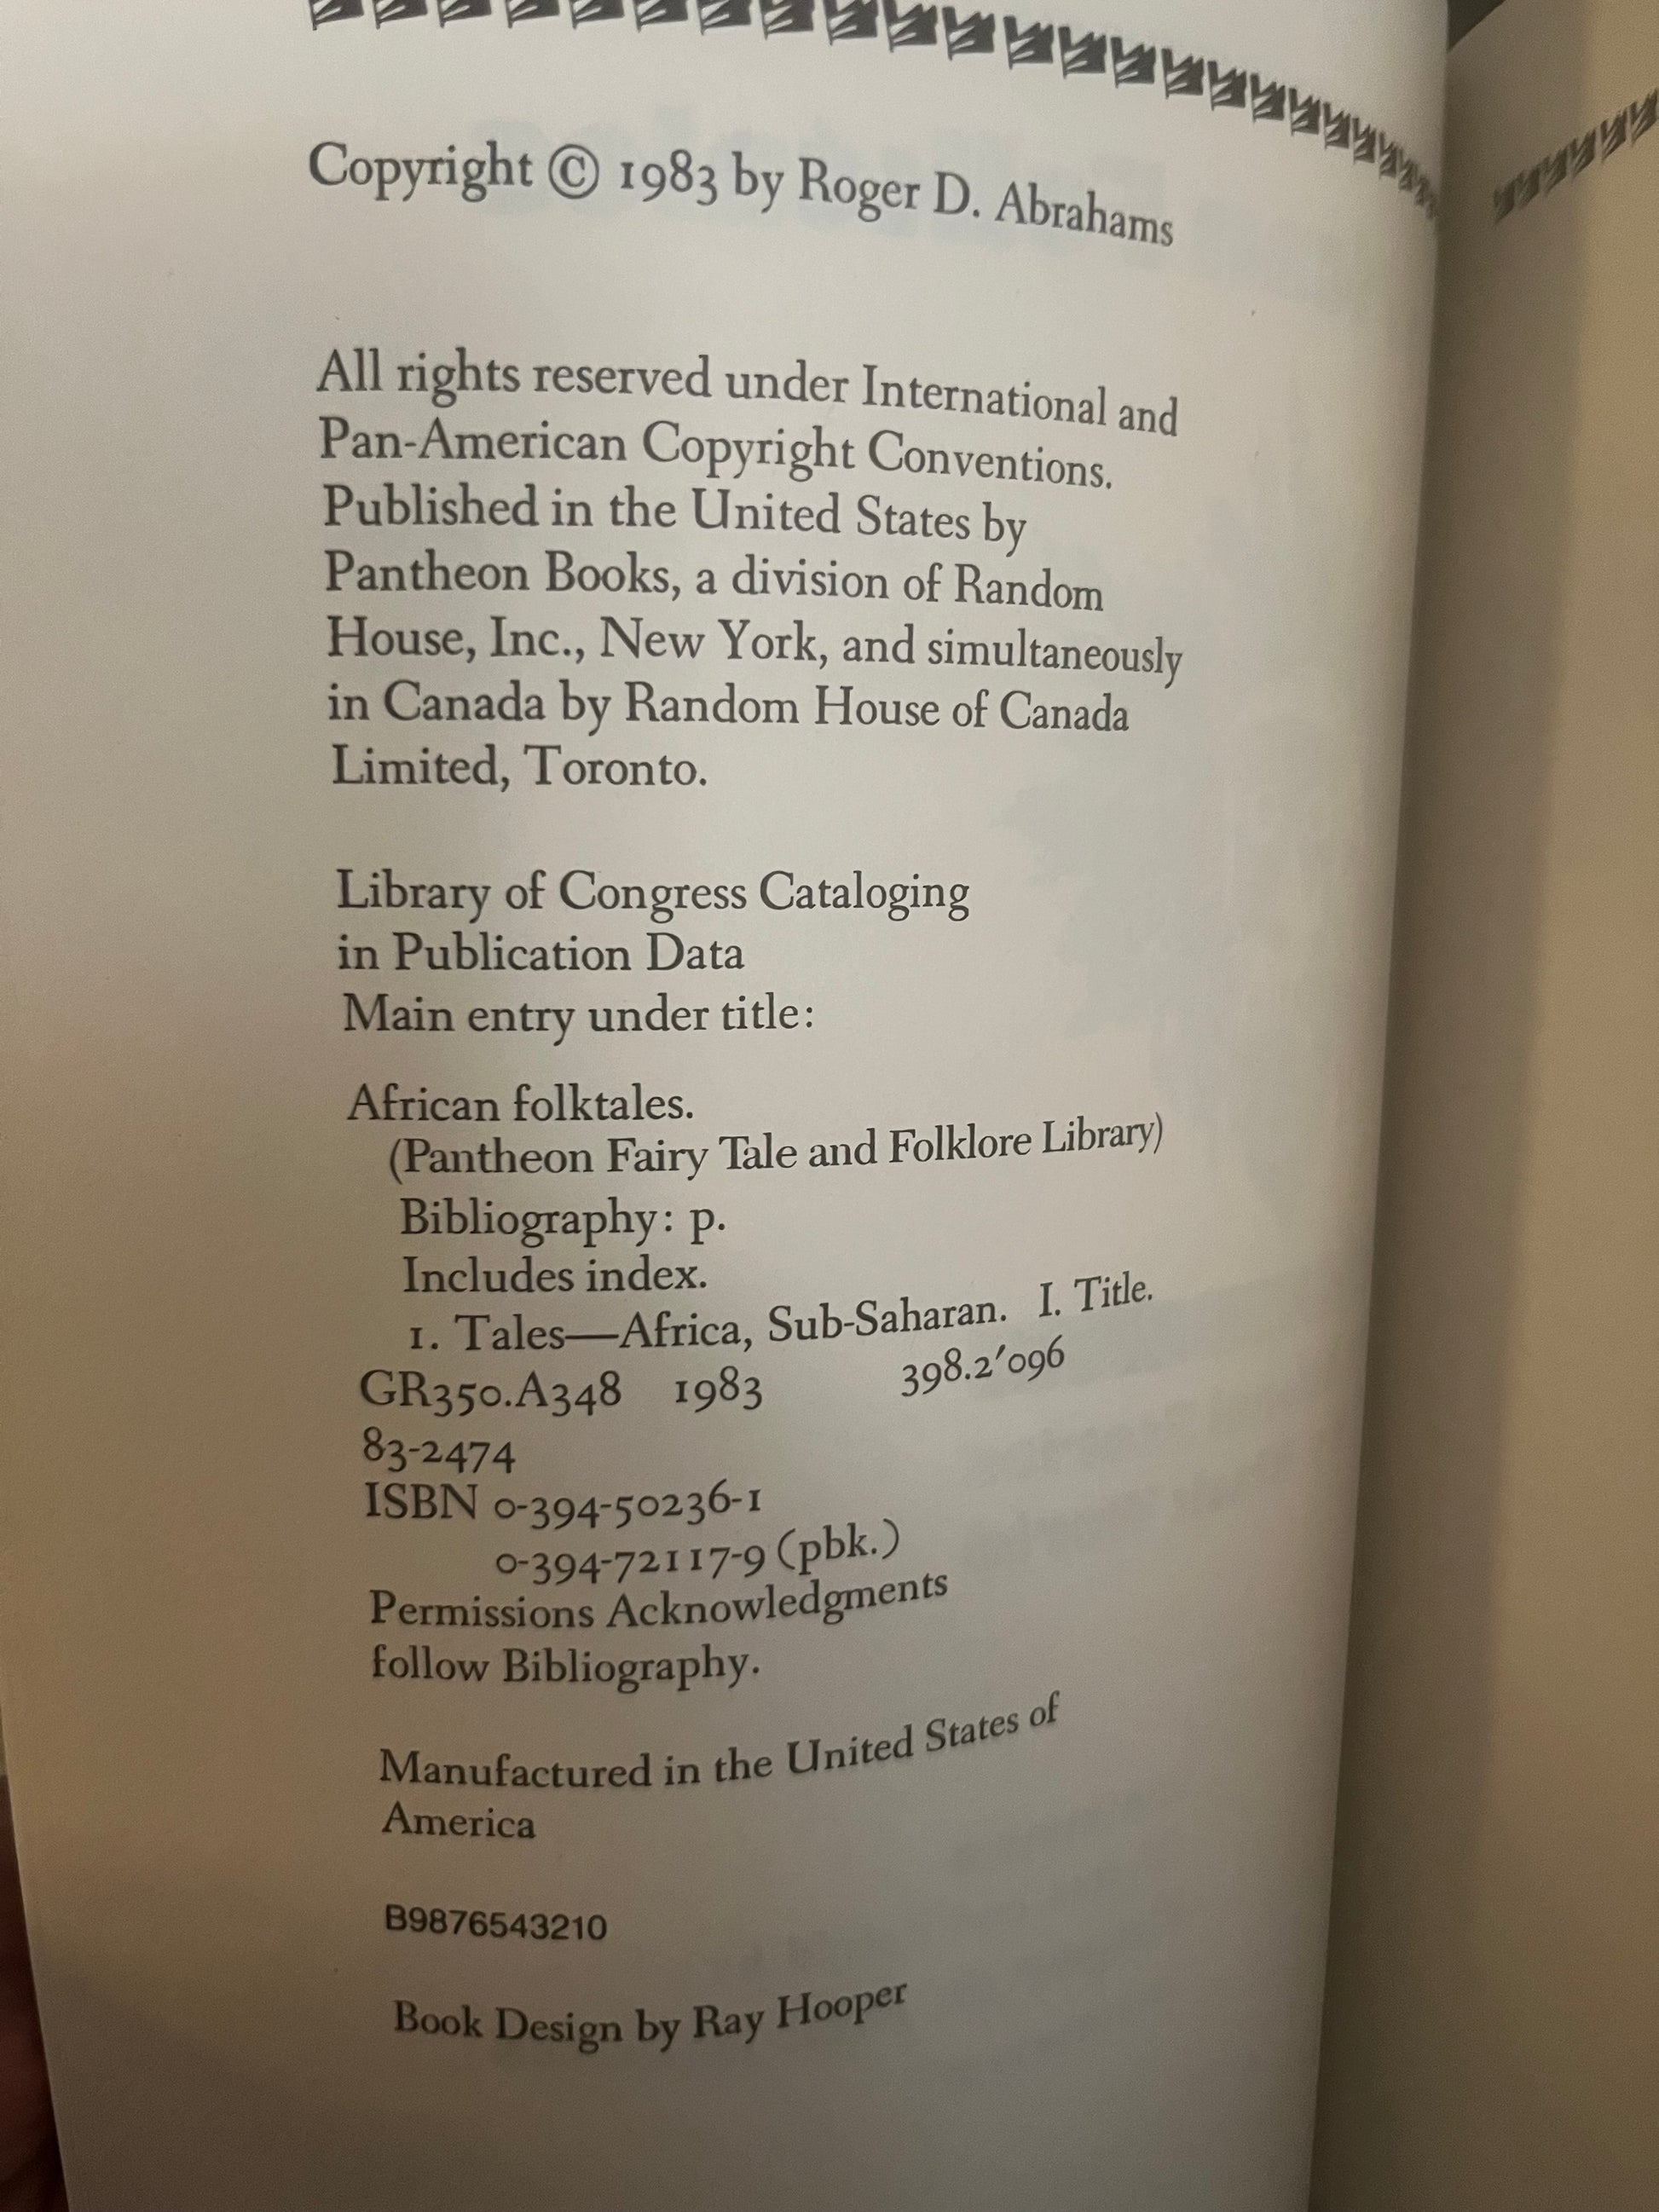 Copyright © 1983 by Roger D. Abrahams
All rights reserved under International and
Pan-American Copyright Conventions.
Published in the United States by
Pantheon Books, a division of Random
House, Inc., New York, and simultaneously
in Canada by Random House of Canada
Limited, Toronto.
Library of Congress Cataloging
in Publication Data
Main entry under title:
African folktales.
(Pantheon Fairy Tale and Folklore Library)
Bibliography: p.
Includes index.
1. Tales—Africa, Sub-Saharan. I. Title.
GR350.A348 1983 398.2′096
83-2474
ISBN 0-394-50236-1
0-394-72117-9 (pbk.)
Permissions Acknowledgments
follow Bibliography.
Manufactured in the United States of
America
B9876543210
Book Design by Ray Hooper